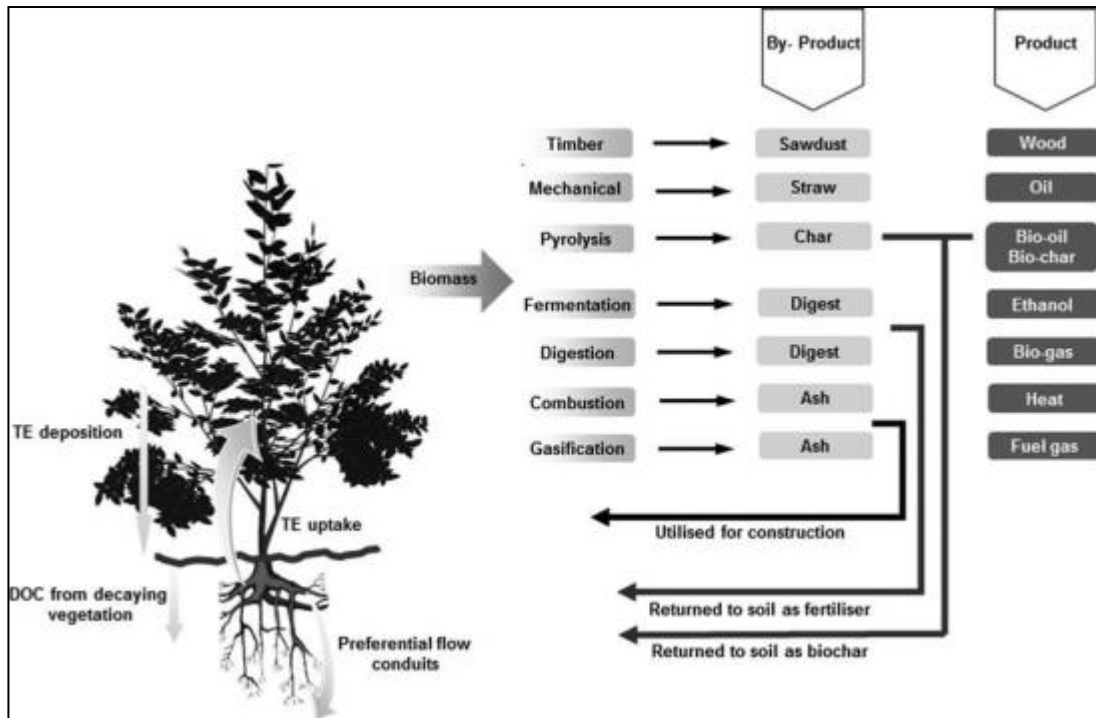 By- Product
Product
Timber
Sawdust
Wood
Mechanical
Straw
Oil
Pyrolysis
Char
Bio-oil
Bio-char
Biomass
Fermentation
Digest
Ethanol
Digestion
Digest
Bio-gas
Combustion
Ash
Heat
Gasification
Ash
Fuel gas
TE deposition
TE uptake
Utilised for construction
DOC from decaying
vegetation
Returned to soil as fertiliser
Preferential flow
conduits
Returned to soil as biochar